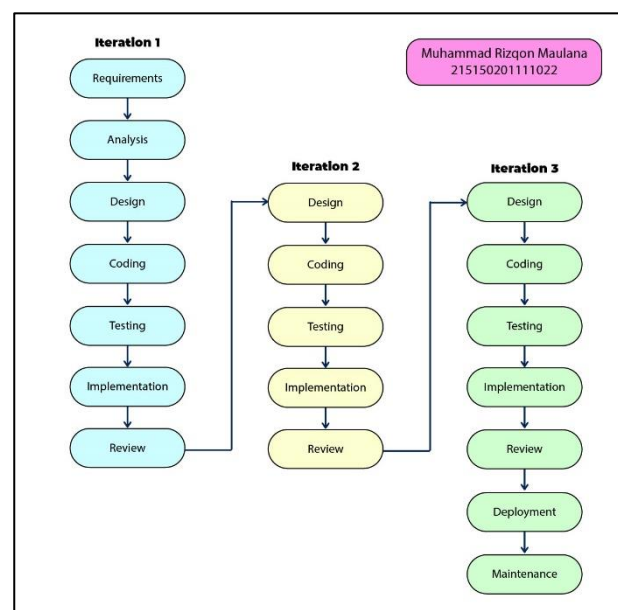 Iteration 1
Muhammad Rizqon Maulana
215150201111022
Requirements
Analysis
Design
Coding
Testing
Implementation
Review
Iteration 2
Design
Coding
Testing
Implementation
Review
Iteration 3
Design
Coding
Testing
Implementation
Review
Deployment
Maintenance